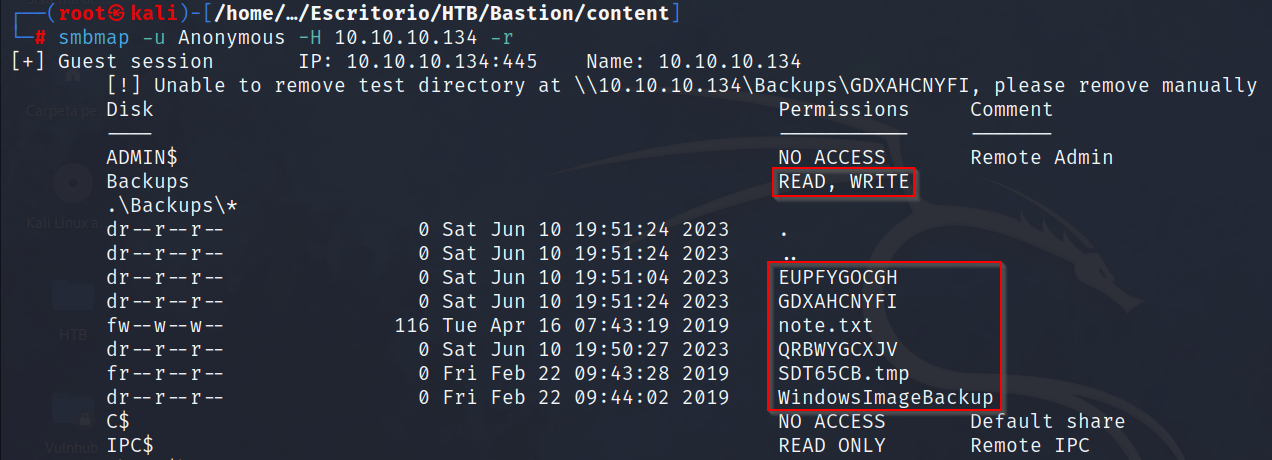 ┌──(root㉿kali)-[/home/…/Escritorio/HTB/Bastion/content]
└─# smbmap -u Anonymous -H 10.10.10.134 -r
[+] Guest session       IP: 10.10.10.134:445    Name: 10.10.10.134
[!] Unable to remove test directory at \\10.10.10.134\Backups\GDXAHCNYFI, please remove manually
Disk    Permissions     Comment
----    -----------     -------
ADMIN$  NO ACCESS       Remote Admin
Backups READ, WRITE
.\Backups\*
dr--r--r--      0 Sat Jun 10 19:51:24 2023      .
dr--r--r--      0 Sat Jun 10 19:51:24 2023      ..
dr--r--r--      0 Sat Jun 10 19:51:04 2023      EUPFYGOCGH
dr--r--r--      0 Sat Jun 10 19:51:24 2023      GDXAHCNYFI
fw--w--w--      116 Tue Apr 16 07:43:19 2019    note.txt
dr--r--r--      0 Sat Jun 10 19:50:27 2023      QRBWYGCXJV
fr--r--r--      0 Fri Feb 22 09:43:28 2019      SDT65CB.tmp
dr--r--r--      0 Fri Feb 22 09:44:02 2019      WindowsImageBackup
C$      NO ACCESS       Default share
IPC$    READ ONLY       Remote IPC
Carpeta pe
Kali Linux a
HTB
Vulnhub